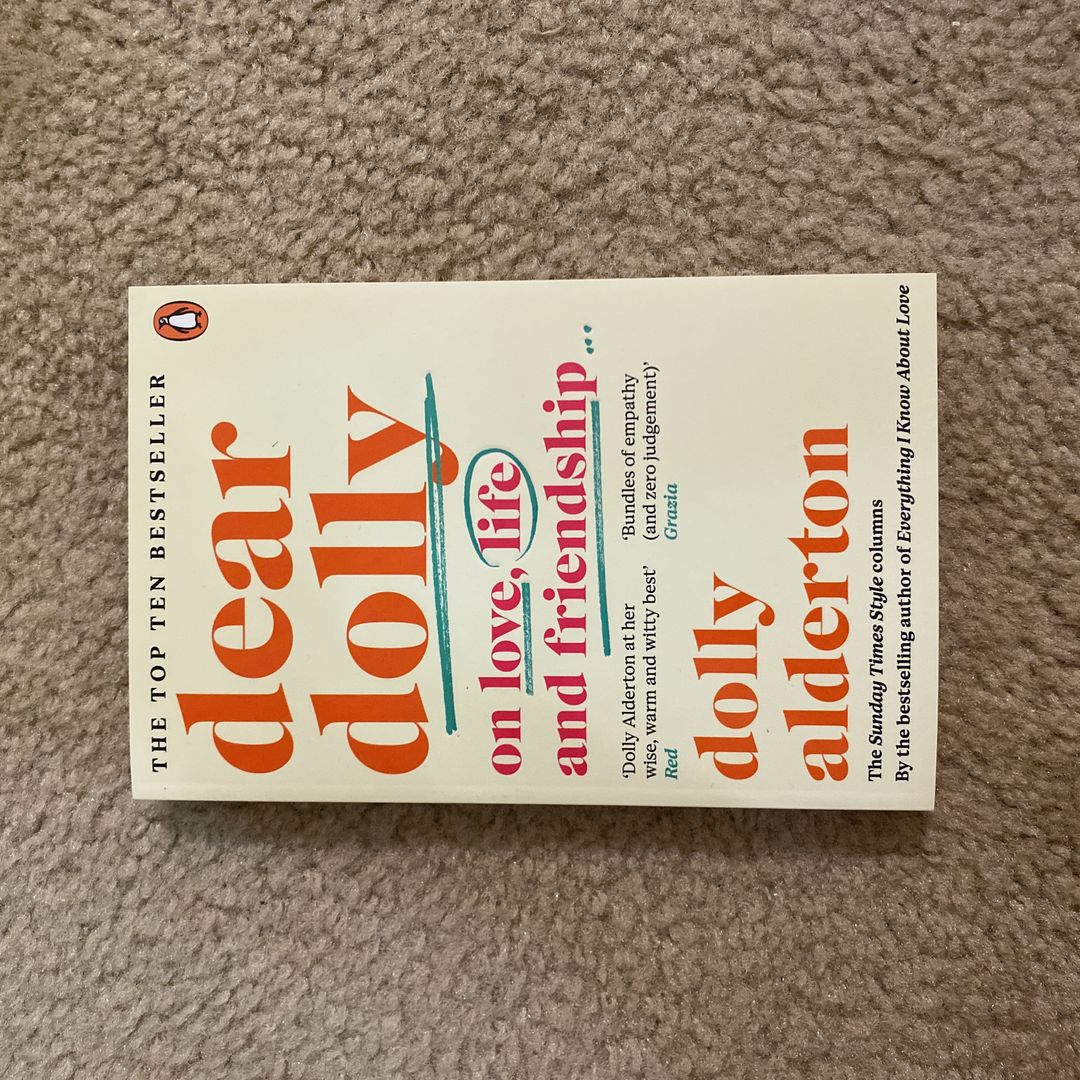 THE TOP TEN BESTSELLER
dear
dolly
on love, life
and friendship...
‘Dolly Alderton at her
wise, warm and witty best’
Red
‘Bundles of empathy
(and zero judgement)’
Grazia
dolly
alderton
The Sunday Times Style columns
By the bestselling author of Everything I Know About Love